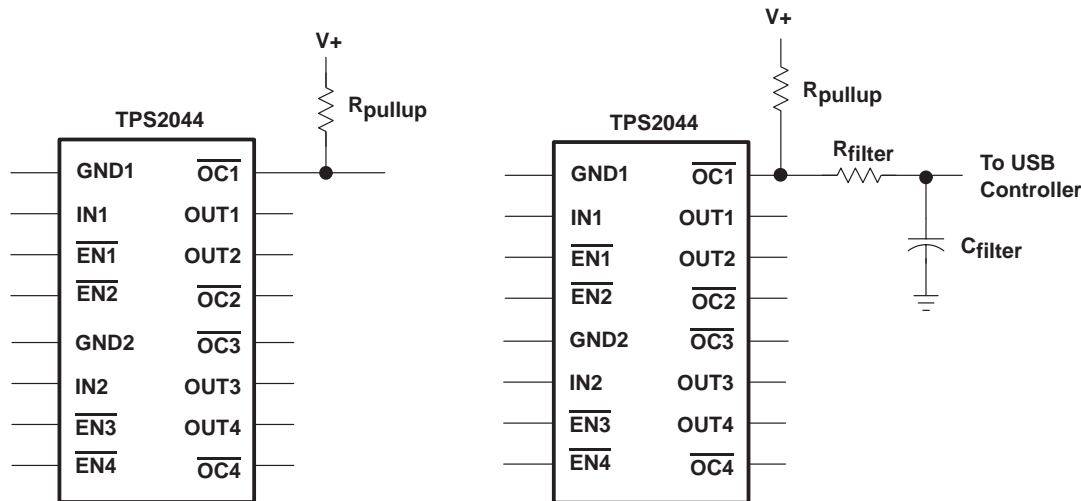 V+
Rpullup
TPS2044
GND1 OC1
IN1 OUT1
EN1 OUT2
EN2 OC2
GND2 OC3
IN2 OUT3
EN3 OUT4
EN4 OC4
V+
Rpullup
TPS2044
Rfilter
To USB
Controller
Cfilter
GND1 OC1
IN1 OUT1
EN1 OUT2
EN2 OC2
GND2 OC3
IN2 OUT3
EN3 OUT4
EN4 OC4